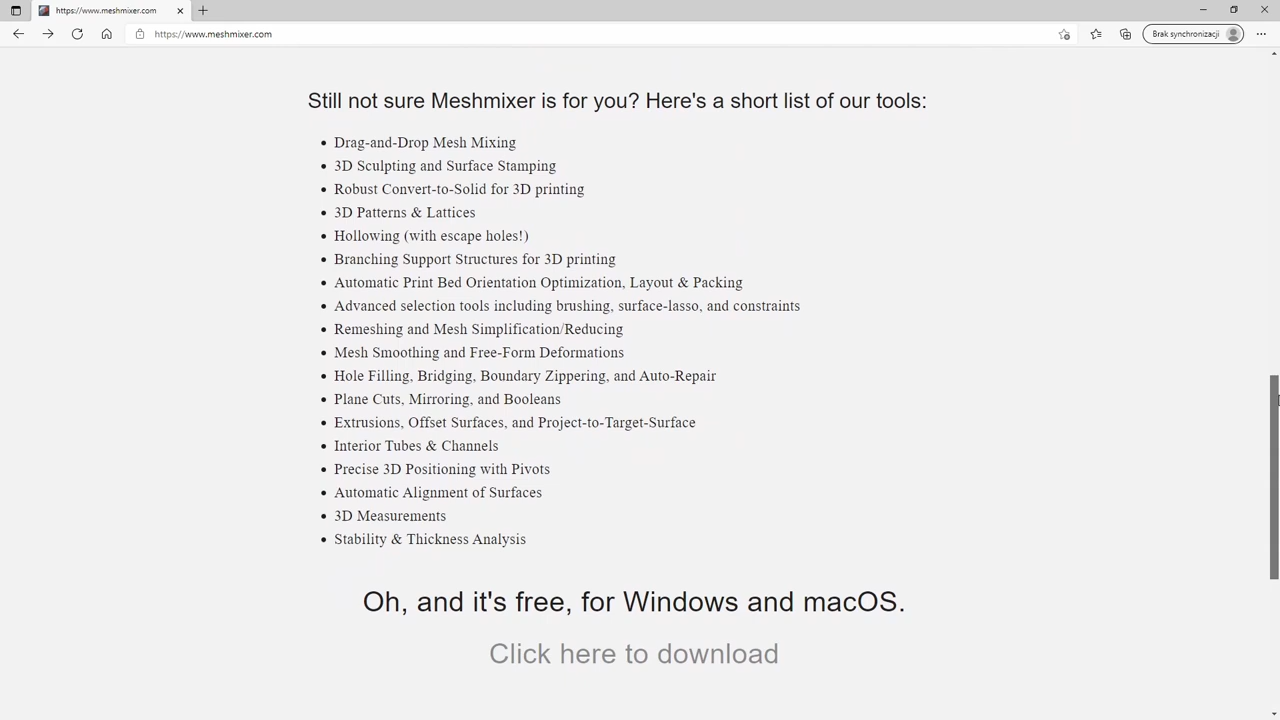 https://www.meshmixer.com
https://www.meshmixer.com
Brak synchronizacji
Still not sure Meshmixer is for you? Here's a short list of our tools:
• Drag-and-Drop Mesh Mixing
• 3D Sculpting and Surface Stamping
• Robust Convert-to-Solid for 3D printing
• 3D Patterns & Lattices
• Hollowing (with escape holes!)
• Branching Support Structures for 3D printing
• Automatic Print Bed Orientation Optimization, Layout & Packing
• Advanced selection tools including brushing, surface-lasso, and constraints
• Remeshing and Mesh Simplification/Reducing
• Mesh Smoothing and Free-Form Deformations
• Hole Filling, Bridging, Boundary Zippering, and Auto-Repair
• Plane Cuts, Mirroring, and Booleans
• Extrusions, Offset Surfaces, and Project-to-Target-Surface
• Interior Tubes & Channels
• Precise 3D Positioning with Pivots
• Automatic Alignment of Surfaces
• 3D Measurements
• Stability & Thickness Analysis
Oh, and it's free, for Windows and macOS.
Click here to download